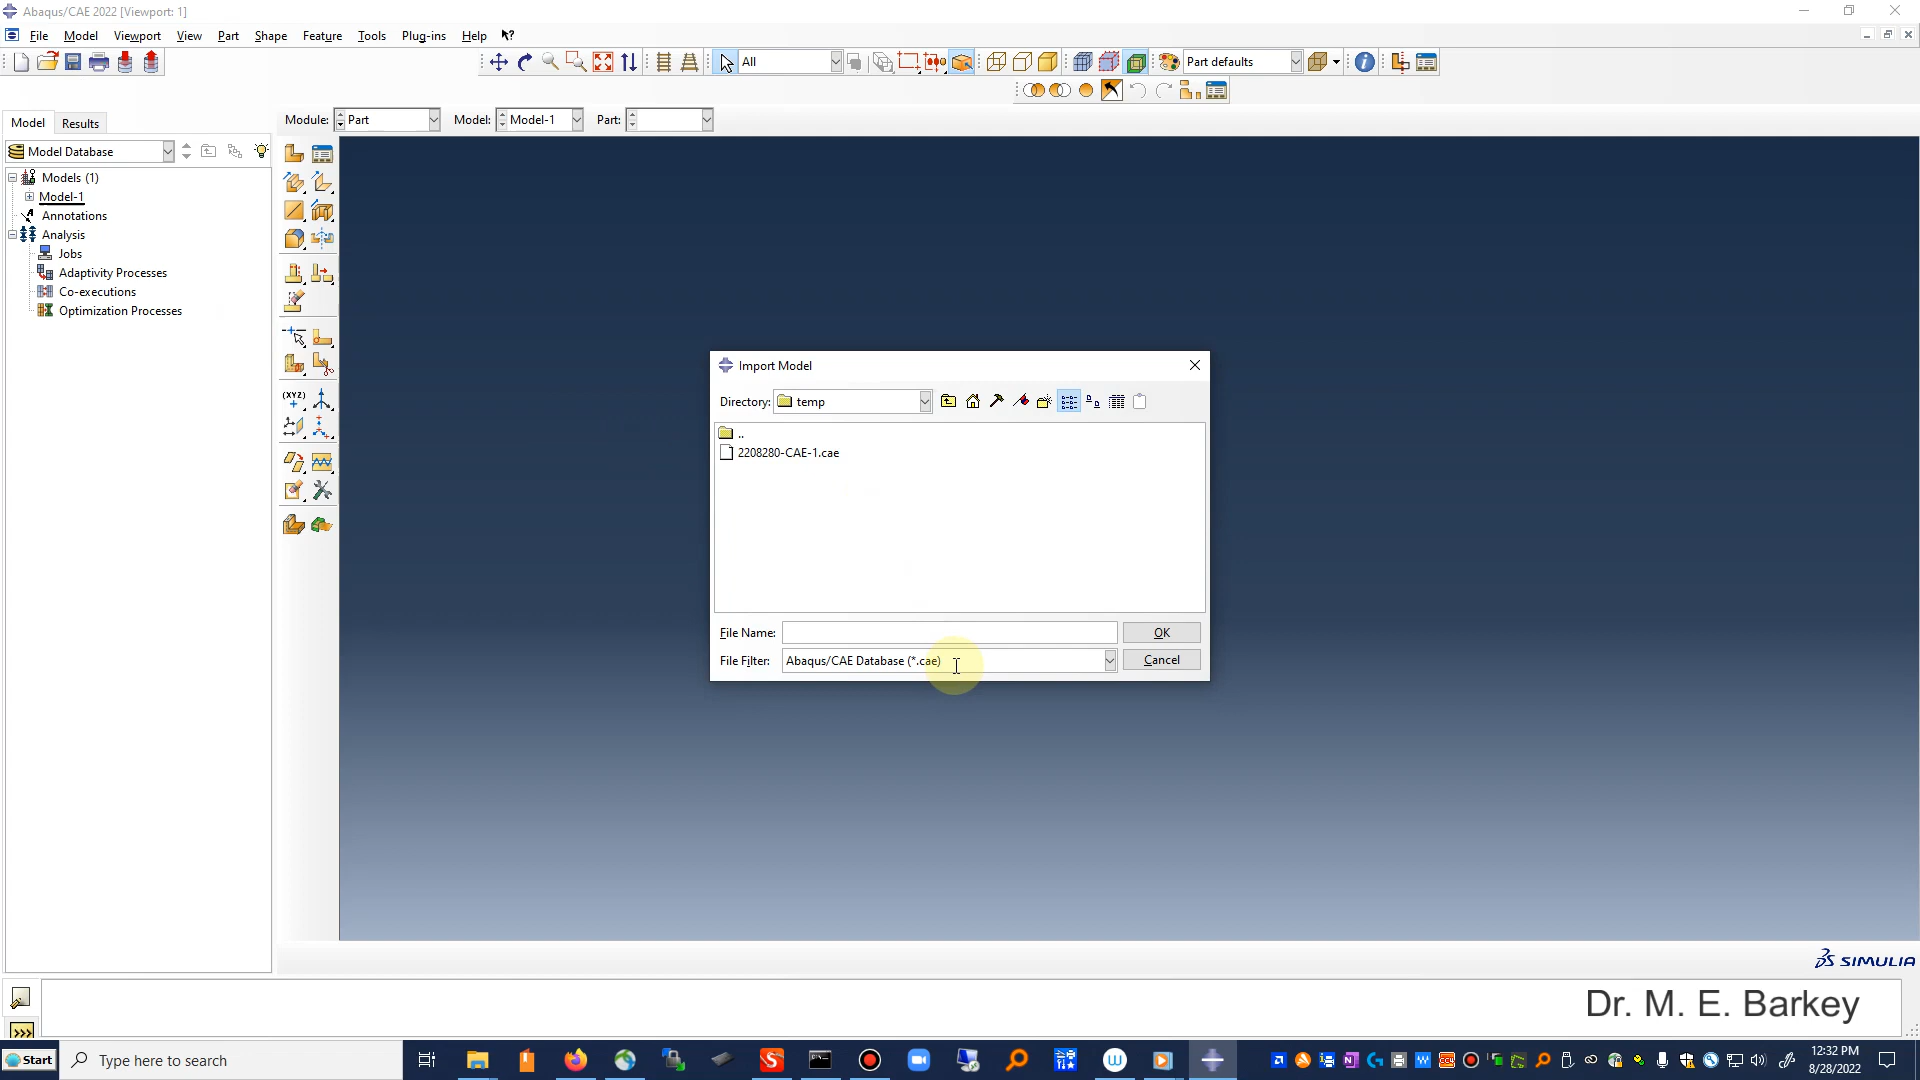 Abaqus/CAE 2022 [Viewport: 1]
File Model Viewport View Part Shape Feature Tools Plug-ins Help
All
Part defaults
Model Results
Module: Part Model: Model-1 Part:
Model Database
Models (1)
Model-1
Annotations
Analysis
Jobs
Adaptivity Processes
Co-executions
Optimization Processes
(XYZ)
Import Model
Directory: temp
..
2208280-CAE-1.cae
File Name:
OK
File Filter: Abaqus/CAE Database (*.cae)
Cancel
SIMULIA
Dr. M. E. Barkey
>>>
Start
Type here to search
12:32 PM
8/28/2022